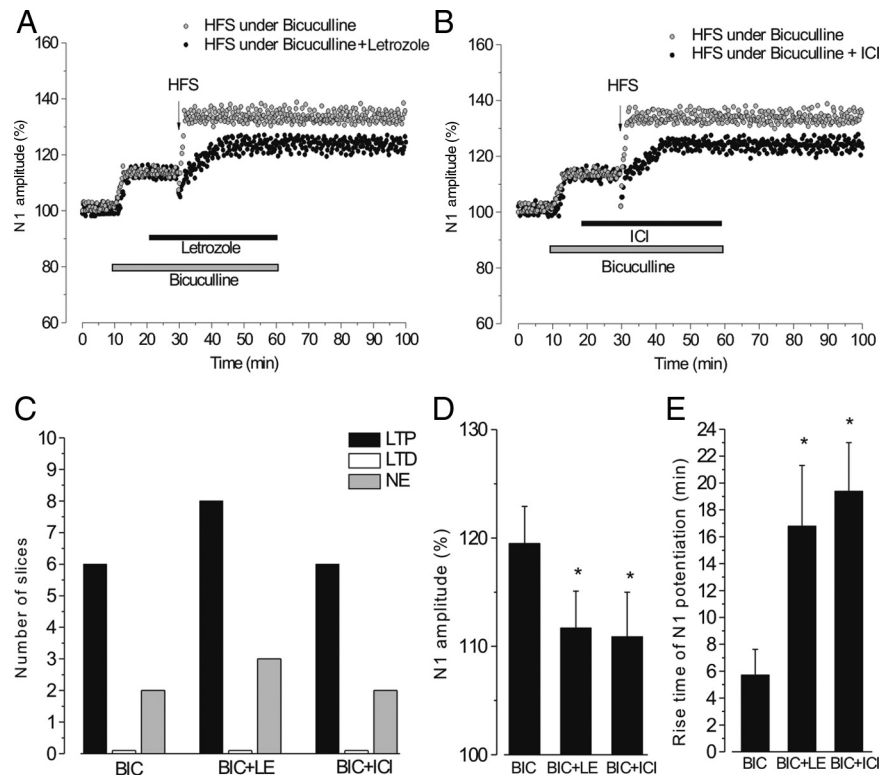 A
HFS under Bicuculline
HFS under Bicuculline+Letrozole
160
140
120
100
80
60
N1 amplitude (%)
HFS
Letrozole
Bicuculline
0 10 20 30 40 50 60 70 80 90 100
Time (min)
B
HFS under Bicuculline
HFS under Bicuculline + ICI
160
140
120
100
80
60
N1 amplitude (%)
HFS
ICI
Bicuculline
0 10 20 30 40 50 60 70 80 90 100
Time (min)
C
10
9
8
7
6
5
4
3
2
1
0
Number of slices
LTP
LTD
NE
BIC BIC+LE BIC+ICI
D
130
120
110
100
N1 amplitude (%)
* *
BIC BIC+LE BIC+ICI
E
24
22
20
18
16
14
12
10
8
6
4
2
0
Rise time of N1 potentiation (min)
* *
BIC BIC+LE BIC+ICI